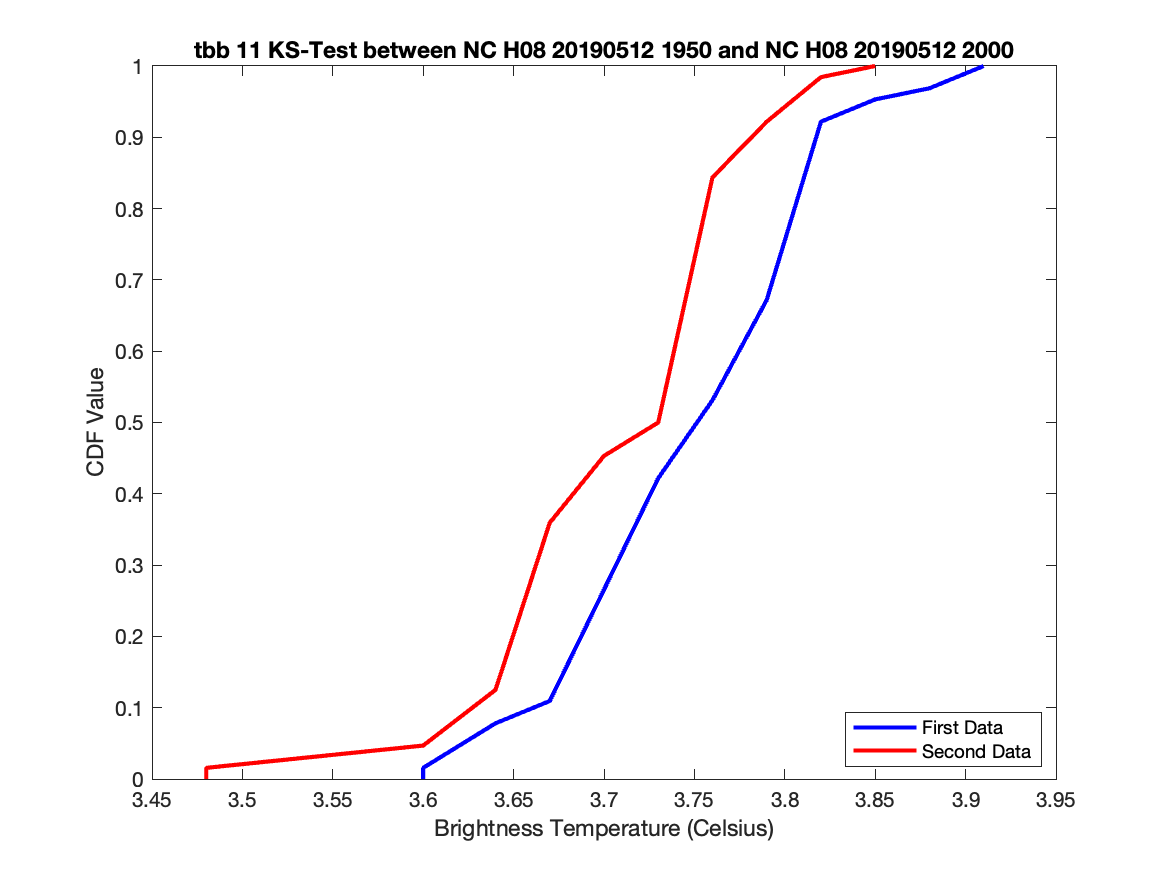 tbb 11 KS-Test between NC H08 20190512 1950 and NC H08 20190512 2000
1
0.9
0.8
0.7
0.6
0.5
0.4
0.3
0.2
0.1
0
CDF Value
First Data
Second Data
3.45 3.5 3.55 3.6 3.65 3.7 3.75 3.8 3.85 3.9 3.95
Brightness Temperature (Celsius)